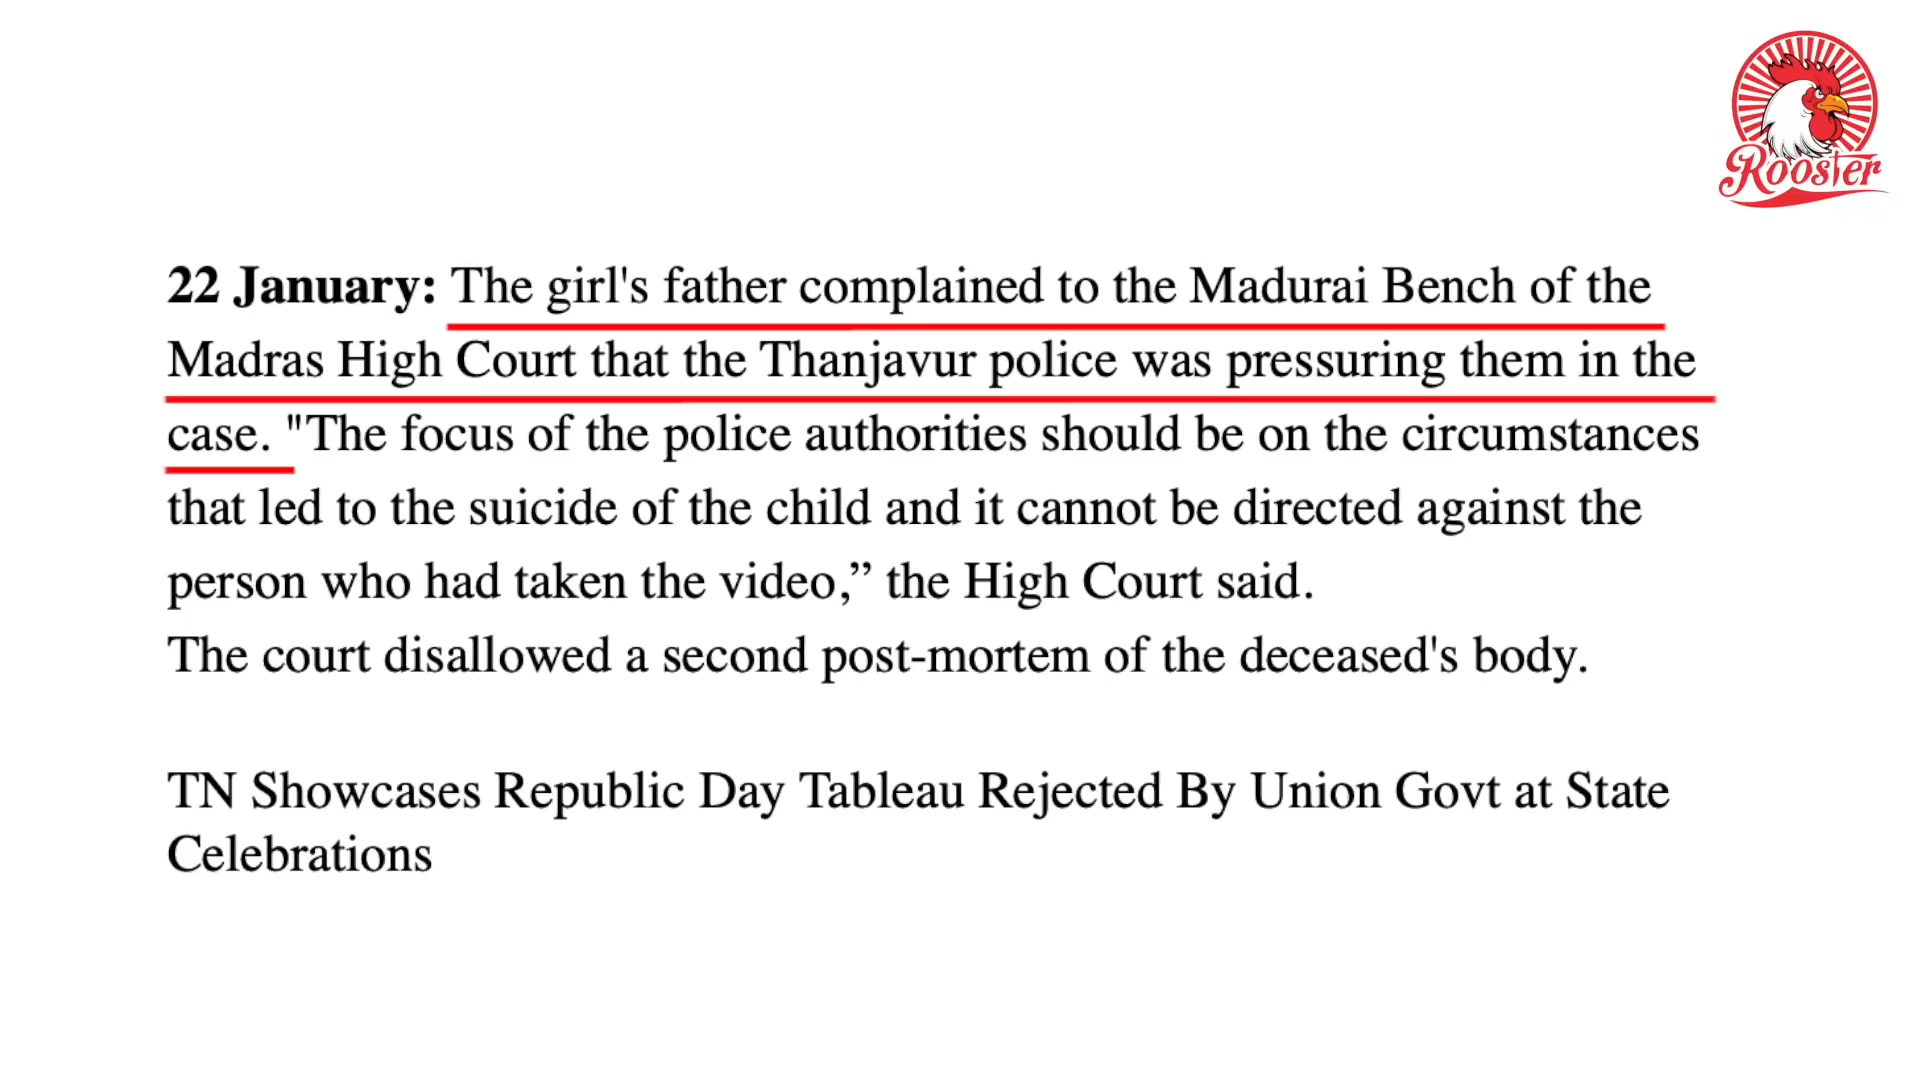 Rooster
22 January: The girl's father complained to the Madurai Bench of the
Madras High Court that the Thanjavur police was pressuring them in the
case. "The focus of the police authorities should be on the circumstances
that led to the suicide of the child and it cannot be directed against the
person who had taken the video,” the High Court said.
The court disallowed a second post-mortem of the deceased's body.
TN Showcases Republic Day Tableau Rejected By Union Govt at State
Celebrations